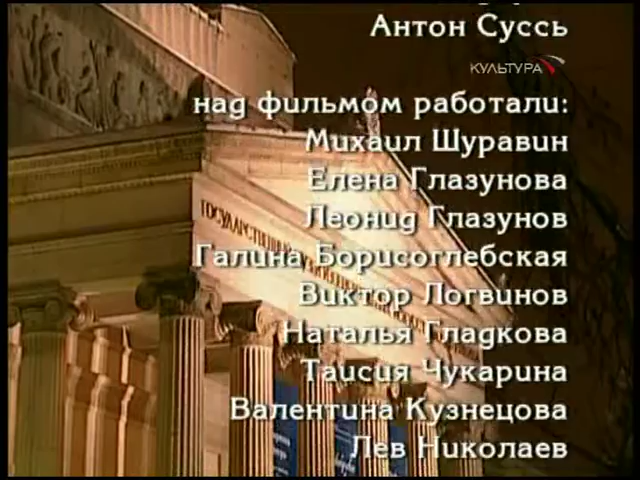 Антон Суссь
КУЛЬТУРА
над фильмом работали:
Михаил Шуравин
Елена Глазунова
Леонид Глазунов
Галина Борисоглебская
Виктор Логвинов
Наталья Гладкова
Таисия Чукарина
Валентина Кузнецова
Лев Николаев